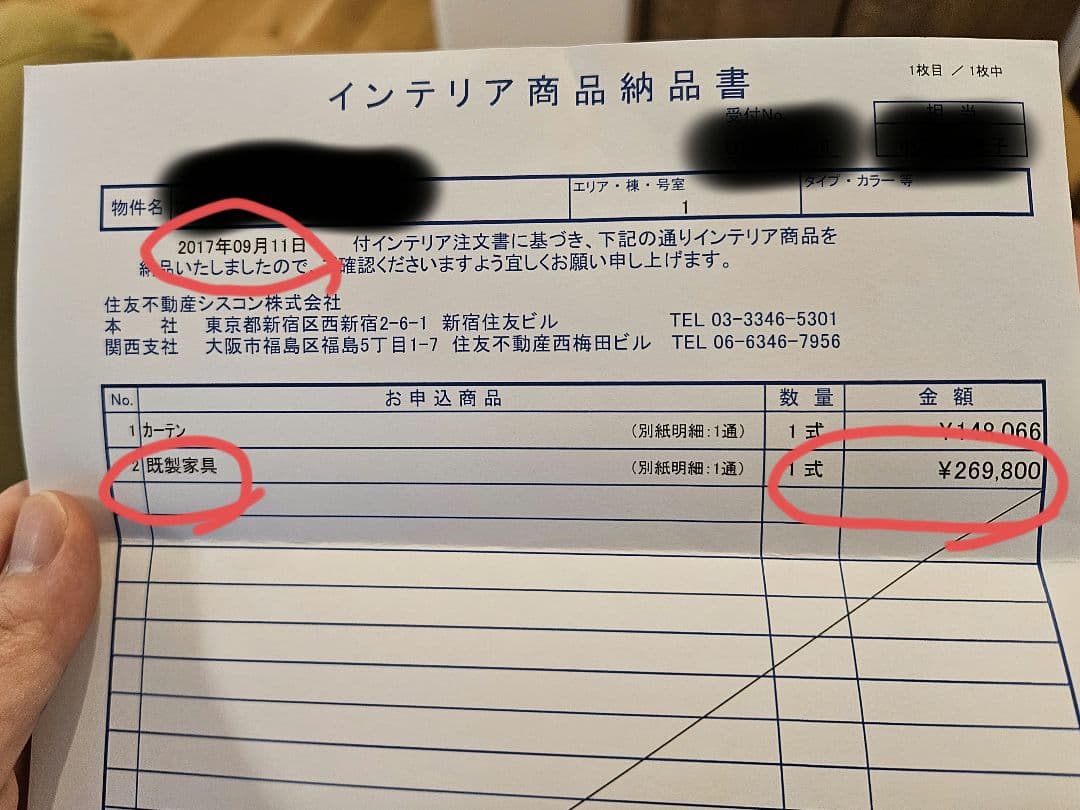 1枚目 / 1枚中
インテリア商品納品書
受付No.
担当
子
物件名
エリア・棟・号室
1
タイプ・カラー 等
2017年09月11日 付インテリア注文書に基づき、下記の通りインテリア商品を
納品いたしましたので、ご確認くださいますよう宜しくお願い申し上げます。
住友不動産シスコン株式会社
本 社 東京都新宿区西新宿2-6-1 新宿住友ビル TEL 03-3346-5301
関西支社 大阪市福島区福島5丁目1-7 住友不動産西梅田ビル TEL 06-6346-7956
No. お申込商品 数量 金額
1 カーテン (別紙明細:1通) 1 式 ¥148,066
2 既製家具 (別紙明細:1通) 1 式 ¥269,800